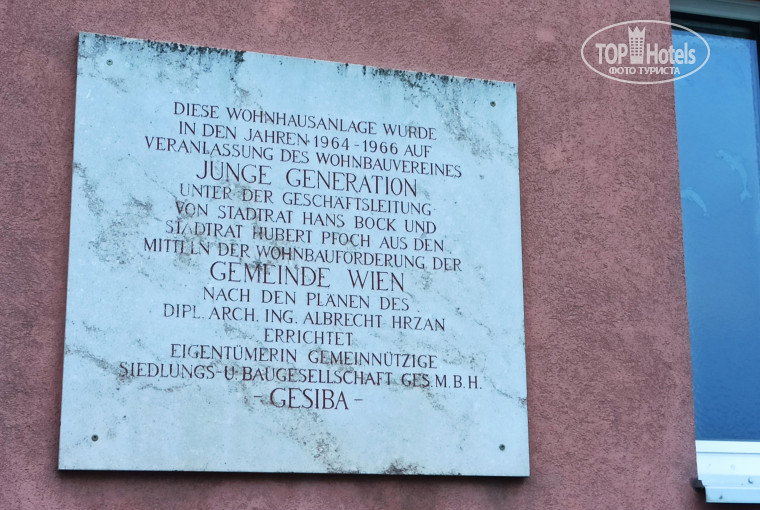 TOP Hotels
ФОТО ТУРИСТА
DIESE WOHNHAUSANLAGE WURDE
IN DEN JAHREN 1964-1966 AUF
VERANLASSUNG DES WOHNBAUVEREINES
JUNGE GENERATION
UNTER DER GESCHÄFTSLEITUNG
VON STADTRAT HANS BOCK UND
STADTRAT HUBERT PFOCH AUS DEN
MITTELN DER WOHNBAUFÖRDERUNG DER
GEMEINDE WIEN
NACH DEN PLÄNEN DES
DIPL. ARCH. ING. ALBRECHT HRZAN
ERRICHTET
EIGENTÜMERIN GEMEINNÜTZIGE
SIEDLUNGS-U. BAUGESELLSCHAFT GES.M.B.H.
- GESIBA -